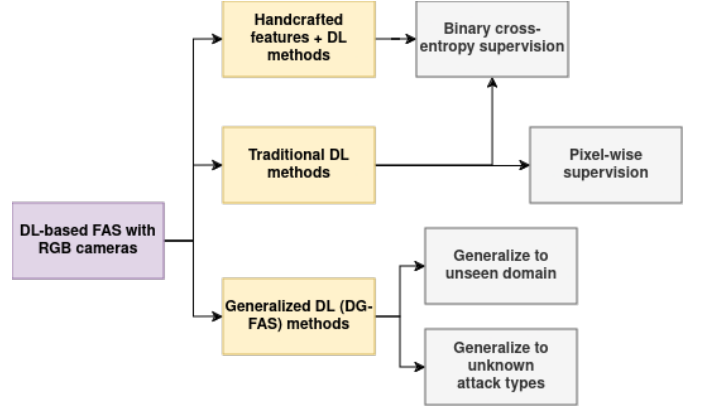 Handcrafted
features + DL
methods
Binary cross-
entropy supervision
Traditional DL
methods
Pixel-wise
supervision
DL-based FAS with
RGB cameras
Generalize to
unseen domain
Generalized DL (DG-
FAS) methods
Generalize to
unknown
attack types